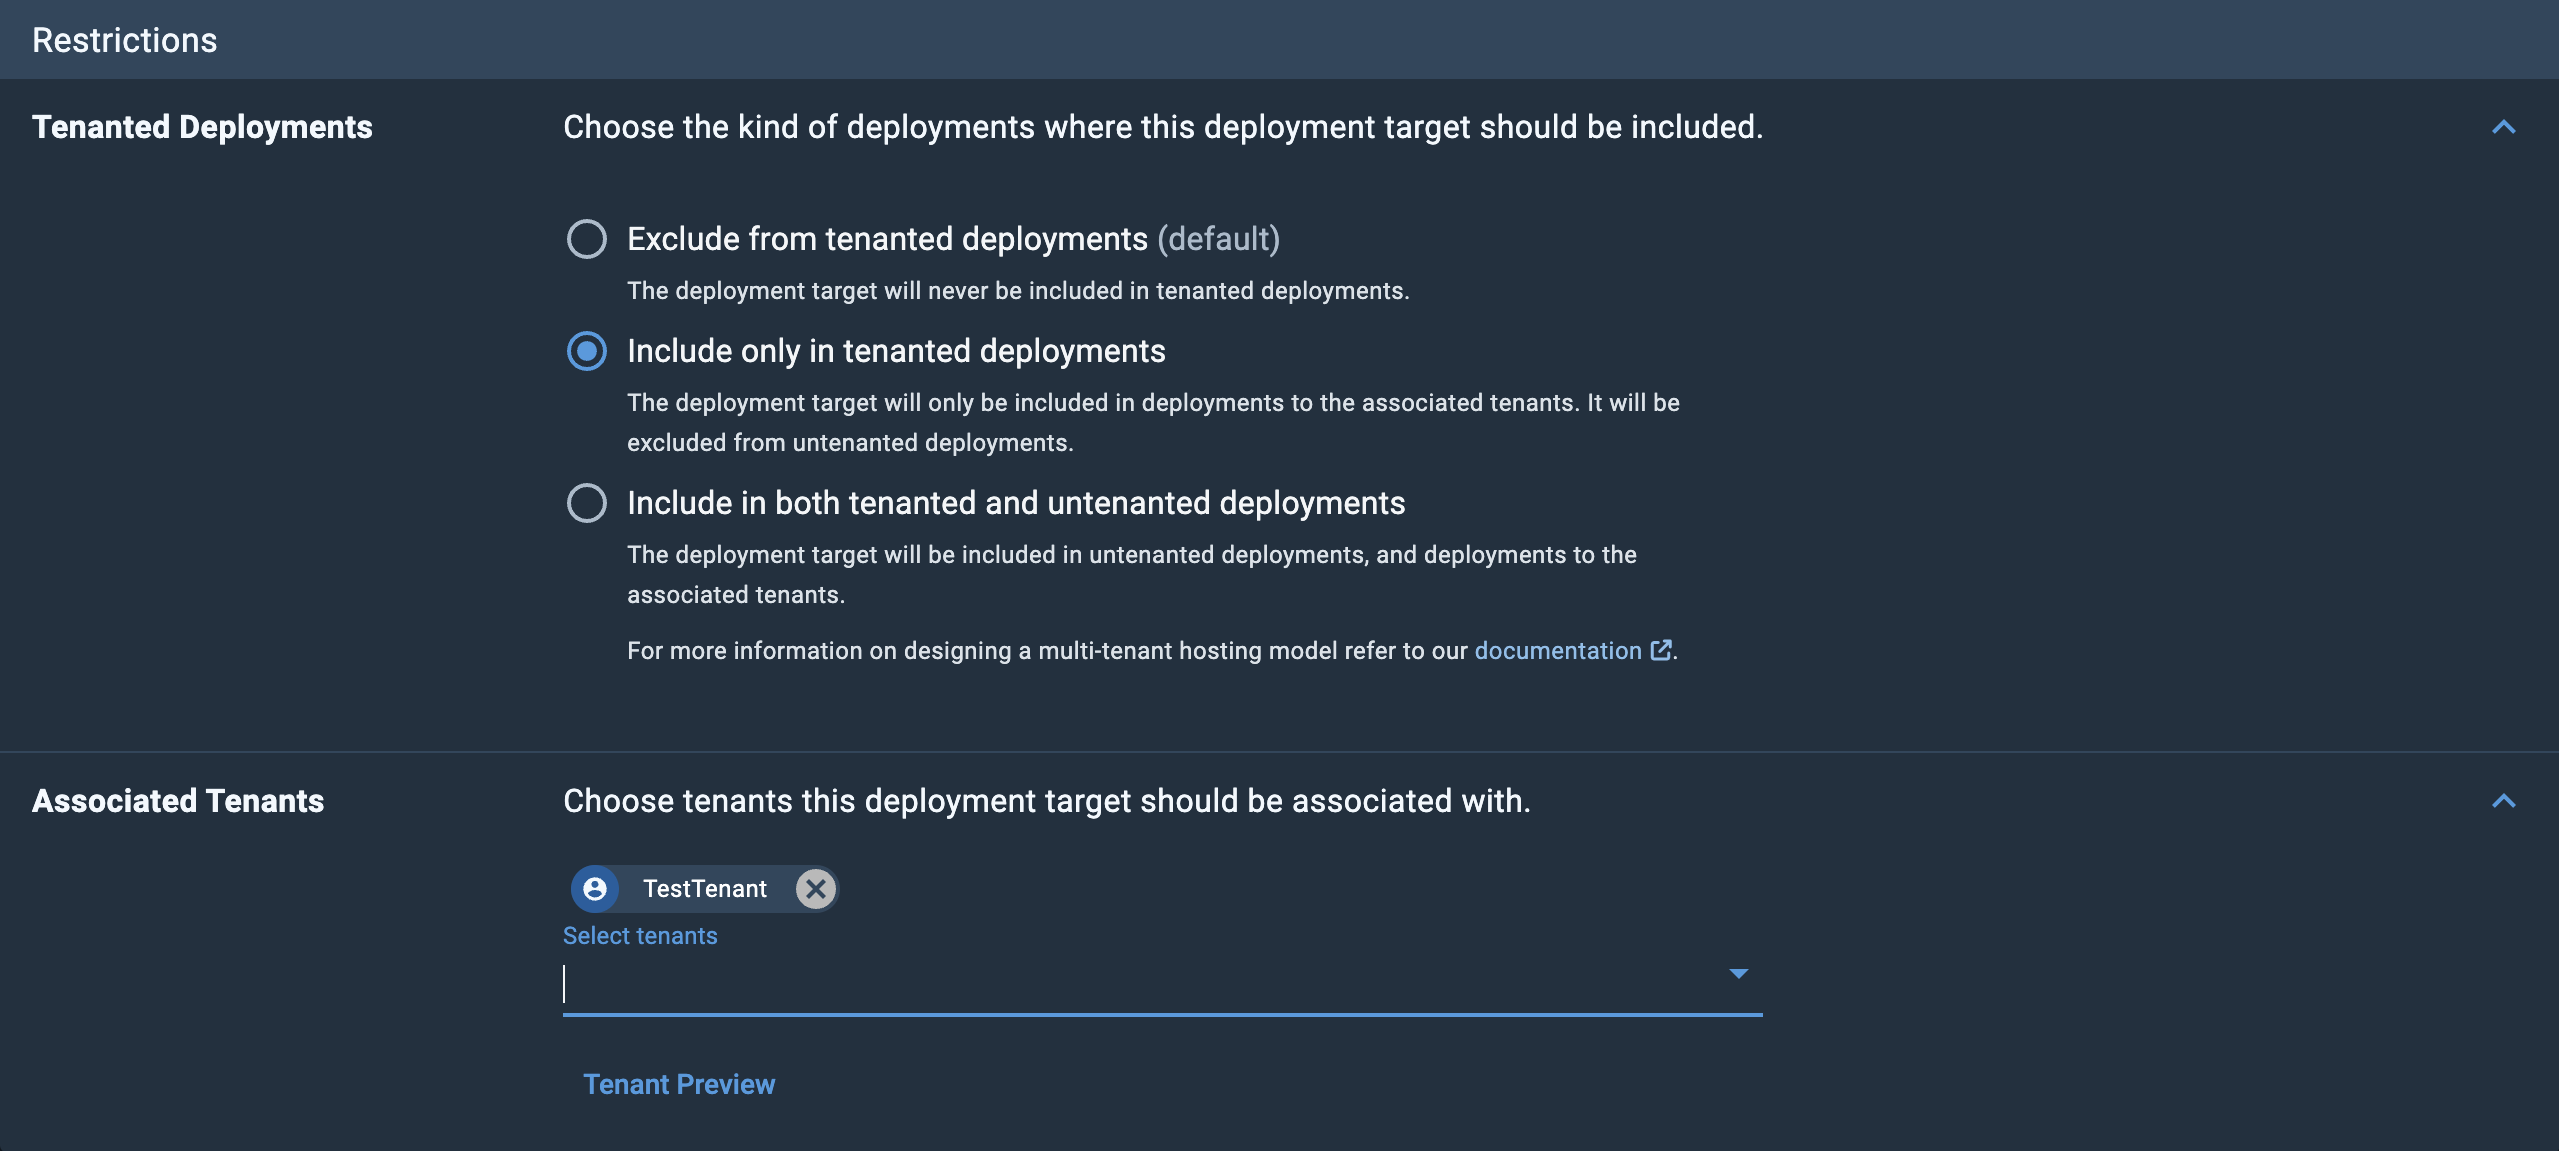 Restrictions
Tenanted Deployments
Choose the kind of deployments where this deployment target should be included.
Exclude from tenanted deployments (default)
The deployment target will never be included in tenanted deployments.
Include only in tenanted deployments
The deployment target will only be included in deployments to the associated tenants. It will be
excluded from untenanted deployments.
Include in both tenanted and untenanted deployments
The deployment target will be included in untenanted deployments, and deployments to the
associated tenants.
For more information on designing a multi-tenant hosting model refer to our documentation.
Associated Tenants
Choose tenants this deployment target should be associated with.
TestTenant
Select tenants
Tenant Preview